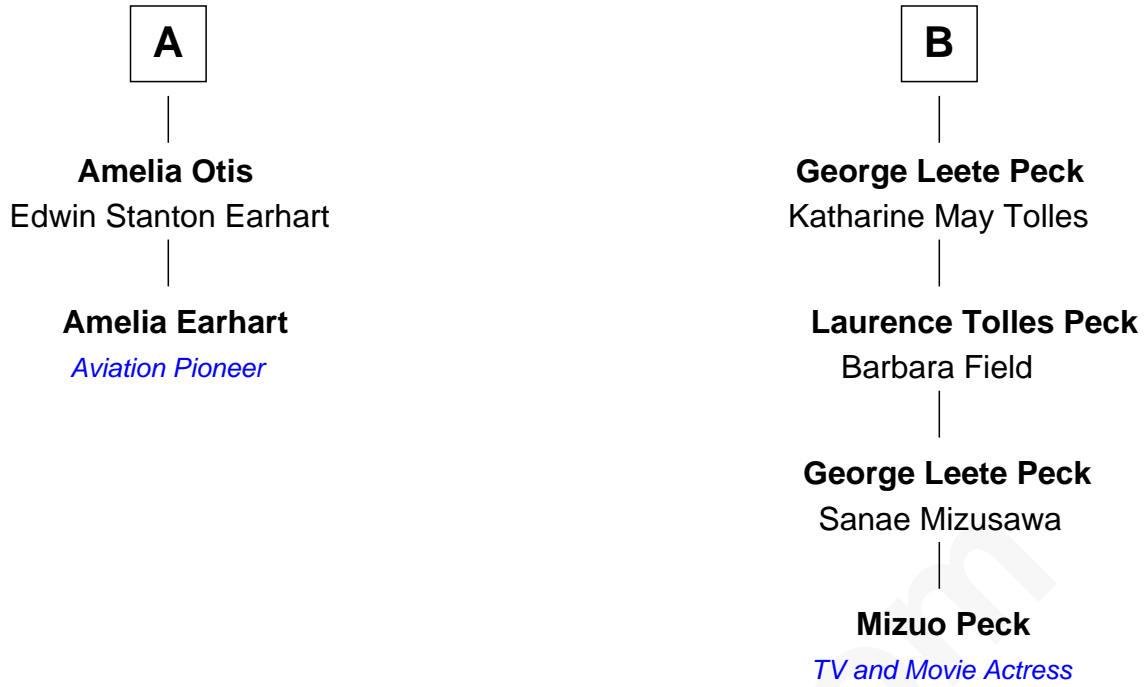 A
Amelia Otis
Edwin Stanton Earhart
Amelia Earhart
Aviation Pioneer
B
George Leete Peck
Katharine May Tolles
Laurence Tolles Peck
Barbara Field
George Leete Peck
Sanae Mizusawa
Mizuo Peck
TV and Movie Actress